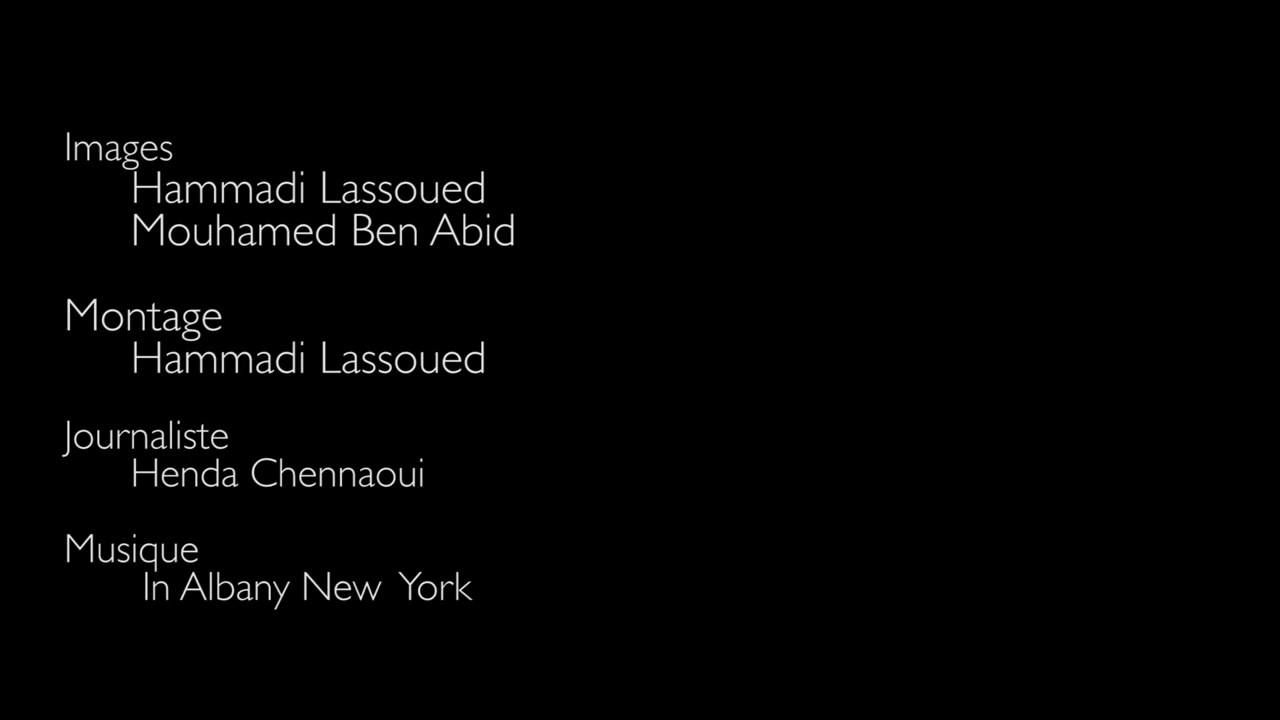 Images
Hammadi Lassoued
Mouhamed Ben Abid
Montage
Hammadi Lassoued
Journaliste
Henda Chennaoui
Musique
In Albany New York